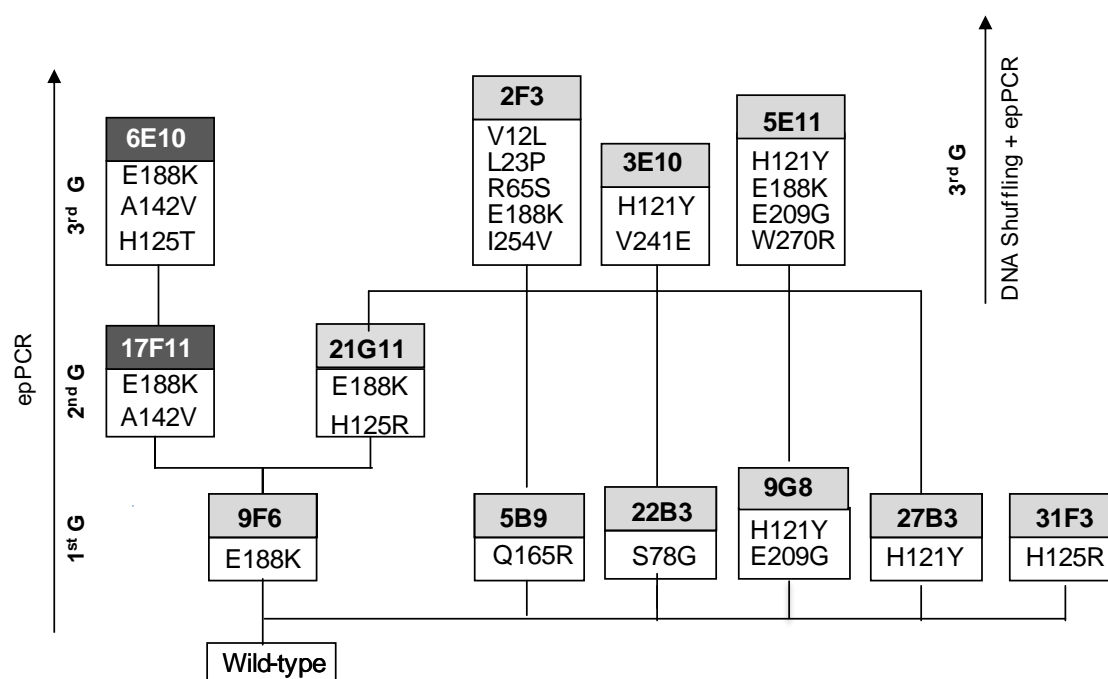 2F3
V12L
L23P
R65S
E188K
I254V
5E11
H121Y
E188K
E209G
W270R
6E10
E188K
A142V
H125T
3E10
H121Y
V241E
3rd G
3rd G
DNA Shuffling + epPCR
epPCR
2nd G
17F11
E188K
A142V
21G11
E188K
H125R
1st G
9F6
E188K
5B9
Q165R
22B3
S78G
9G8
H121Y
E209G
27B3
H121Y
31F3
H125R
Wild-type